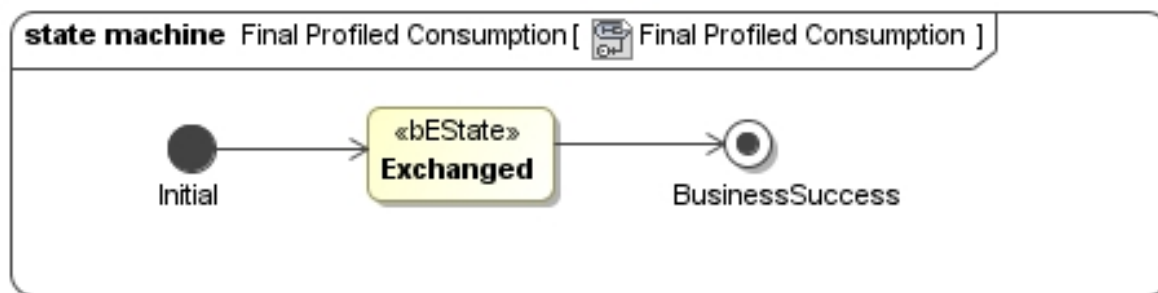 state machine Final Profiled Consumption [ Final Profiled Consumption ]
«bEState»
Exchanged
Initial
BusinessSuccess